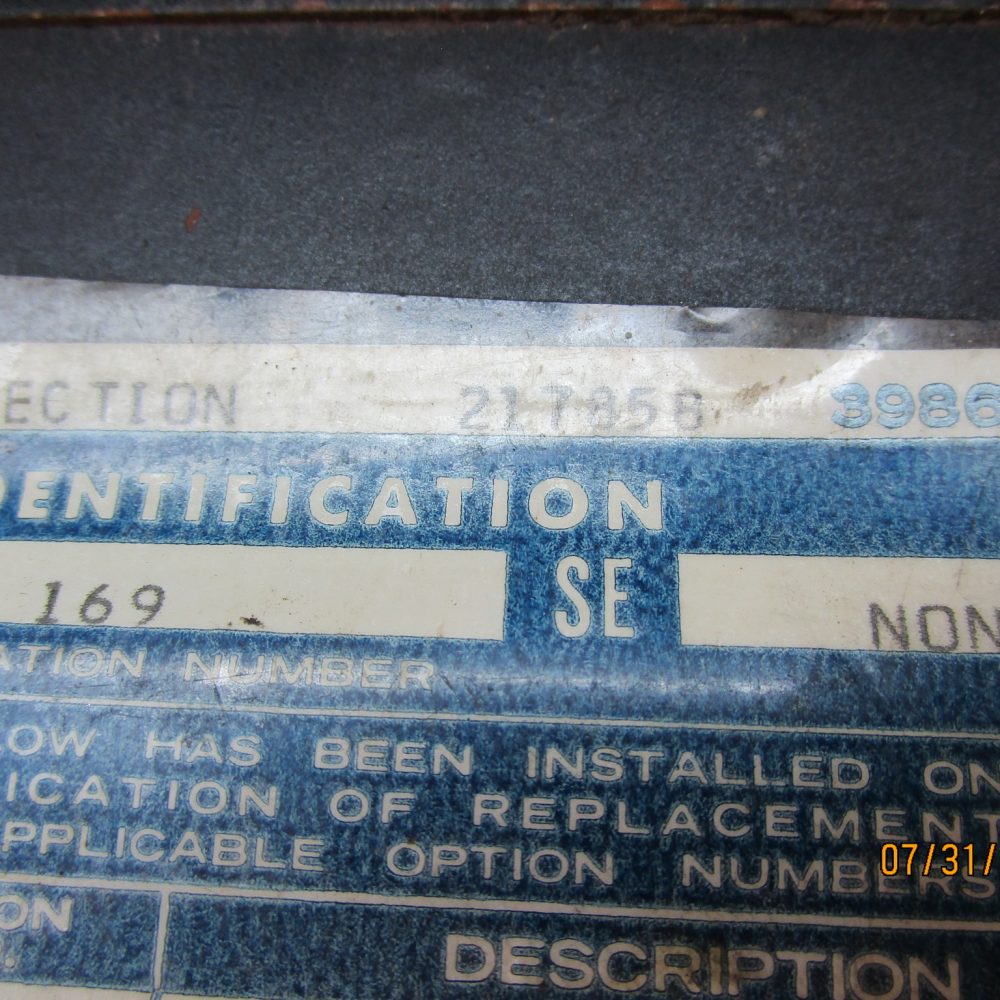 ECTION 217858 3986
DENTIFICATION
169 SE NON
ATION NUMBER
LOW HAS BEEN INSTALLED ON
ICATION OF REPLACEMENT
PPLICABLE OPTION NUMBERS
07/31/
ON
DESCRIPTION